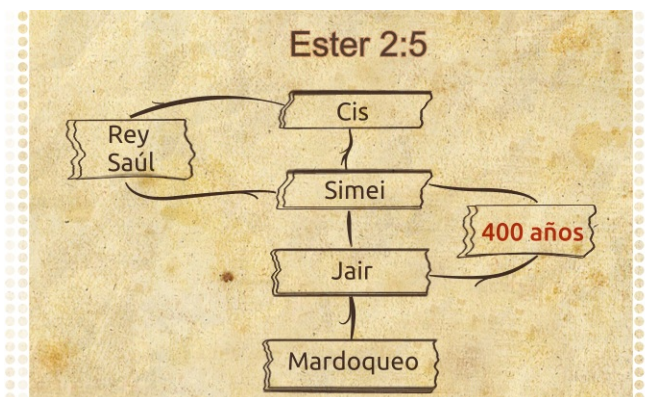 Ester 2:5
Cis
Rey
Saúl
Simei
400 años
Jair
Mardoqueo